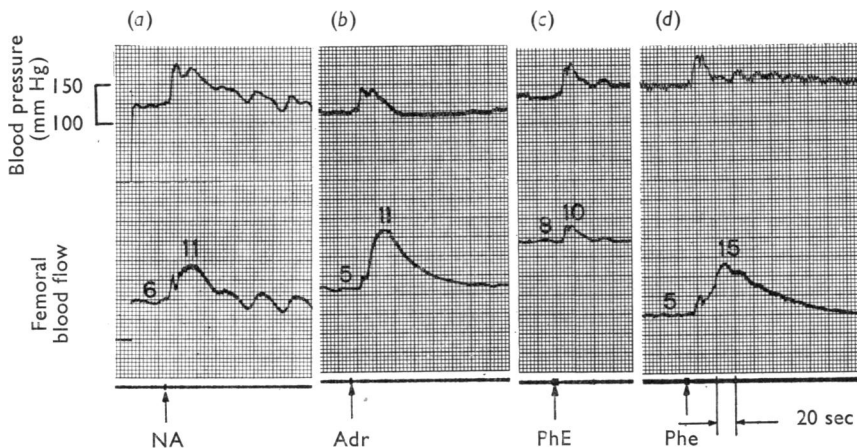 (a) (b) (c) (d)
Blood pressure
(mm Hg)
150
100
Femoral
blood flow
6 11
5 11
8 10
5 15
NA Adr PhE Phe 20 sec